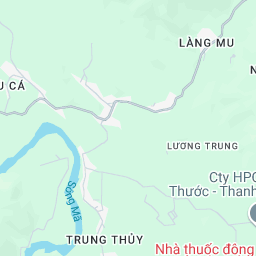 LÀNG MU
N
U CÁ
LƯƠNG TRUNG
Cty HPC
Thước - Thanh
Sông Mã
TRUNG THỦY
Nhà thuốc đông